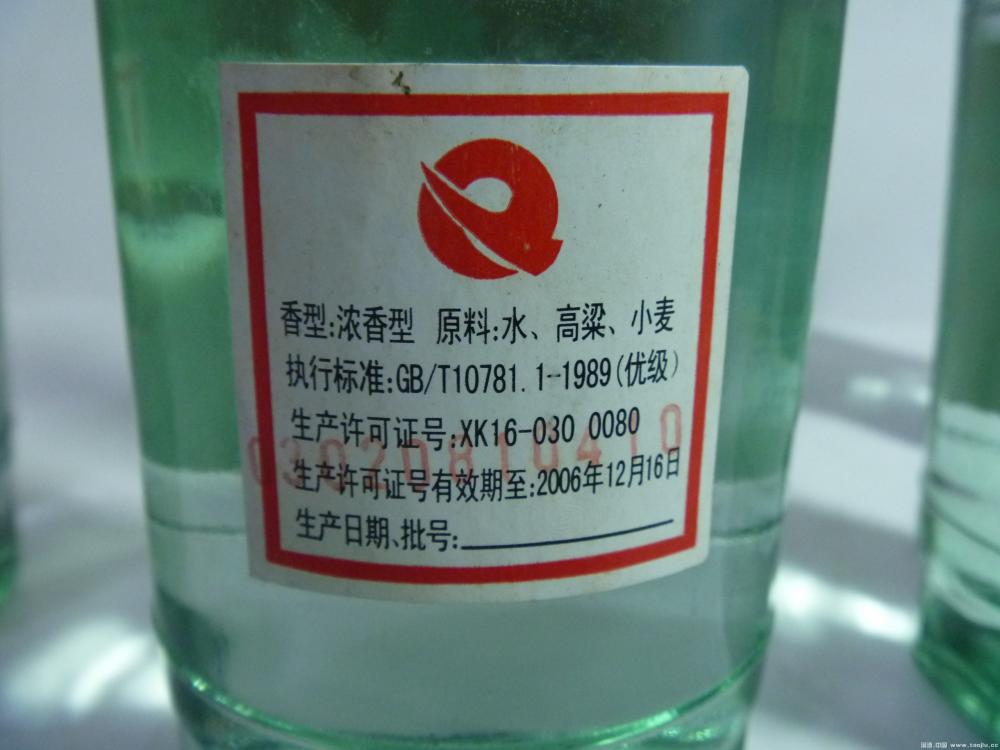 香型:浓香型 原料:水、高粱、小麦
执行标准:GB/T10781.1-1989(优级)
生产许可证号:XK16-030 0080
生产许可证号有效期至:2006年12月16日
生产日期、批号:
www.taojiu.cc